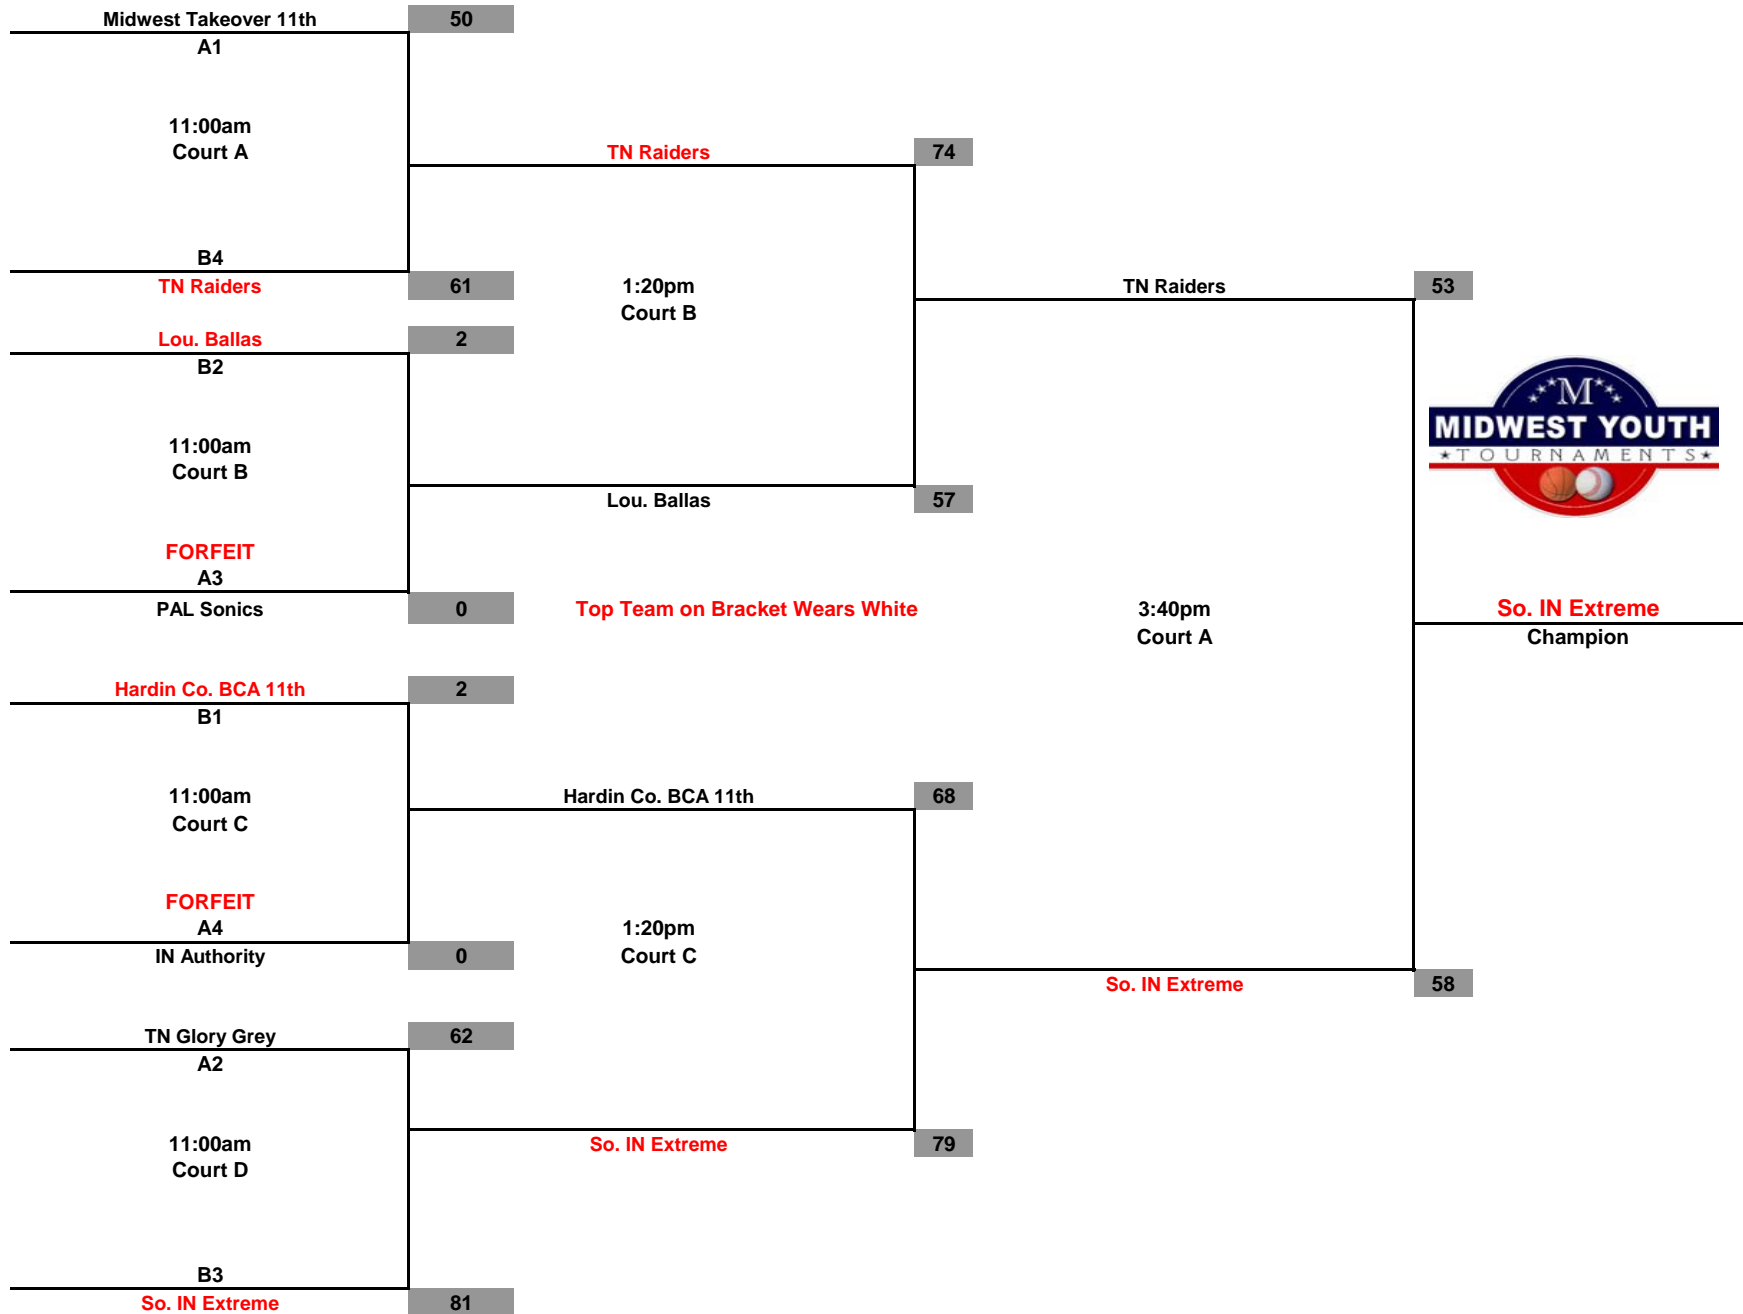 Midwest Takeover 11th 50
A1
11:00am
Court A
TN Raiders 74
B4
TN Raiders 61 1:20pm TN Raiders 53
Court B
Lou. Ballas 2
B2
M
MIDWEST YOUTH
TOURNAMENTS
11:00am
Court B
Lou. Ballas 57
FORFEIT
A3
PAL Sonics 0 Top Team on Bracket Wears White 3:40pm So. IN Extreme
Court A Champion
Hardin Co. BCA 11th 2
B1
11:00am Hardin Co. BCA 11th 68
Court C
FORFEIT
A4 1:20pm
IN Authority 0 Court C
So. IN Extreme 58
TN Glory Grey 62
A2
11:00am So. IN Extreme 79
Court D
B3
So. IN Extreme 81